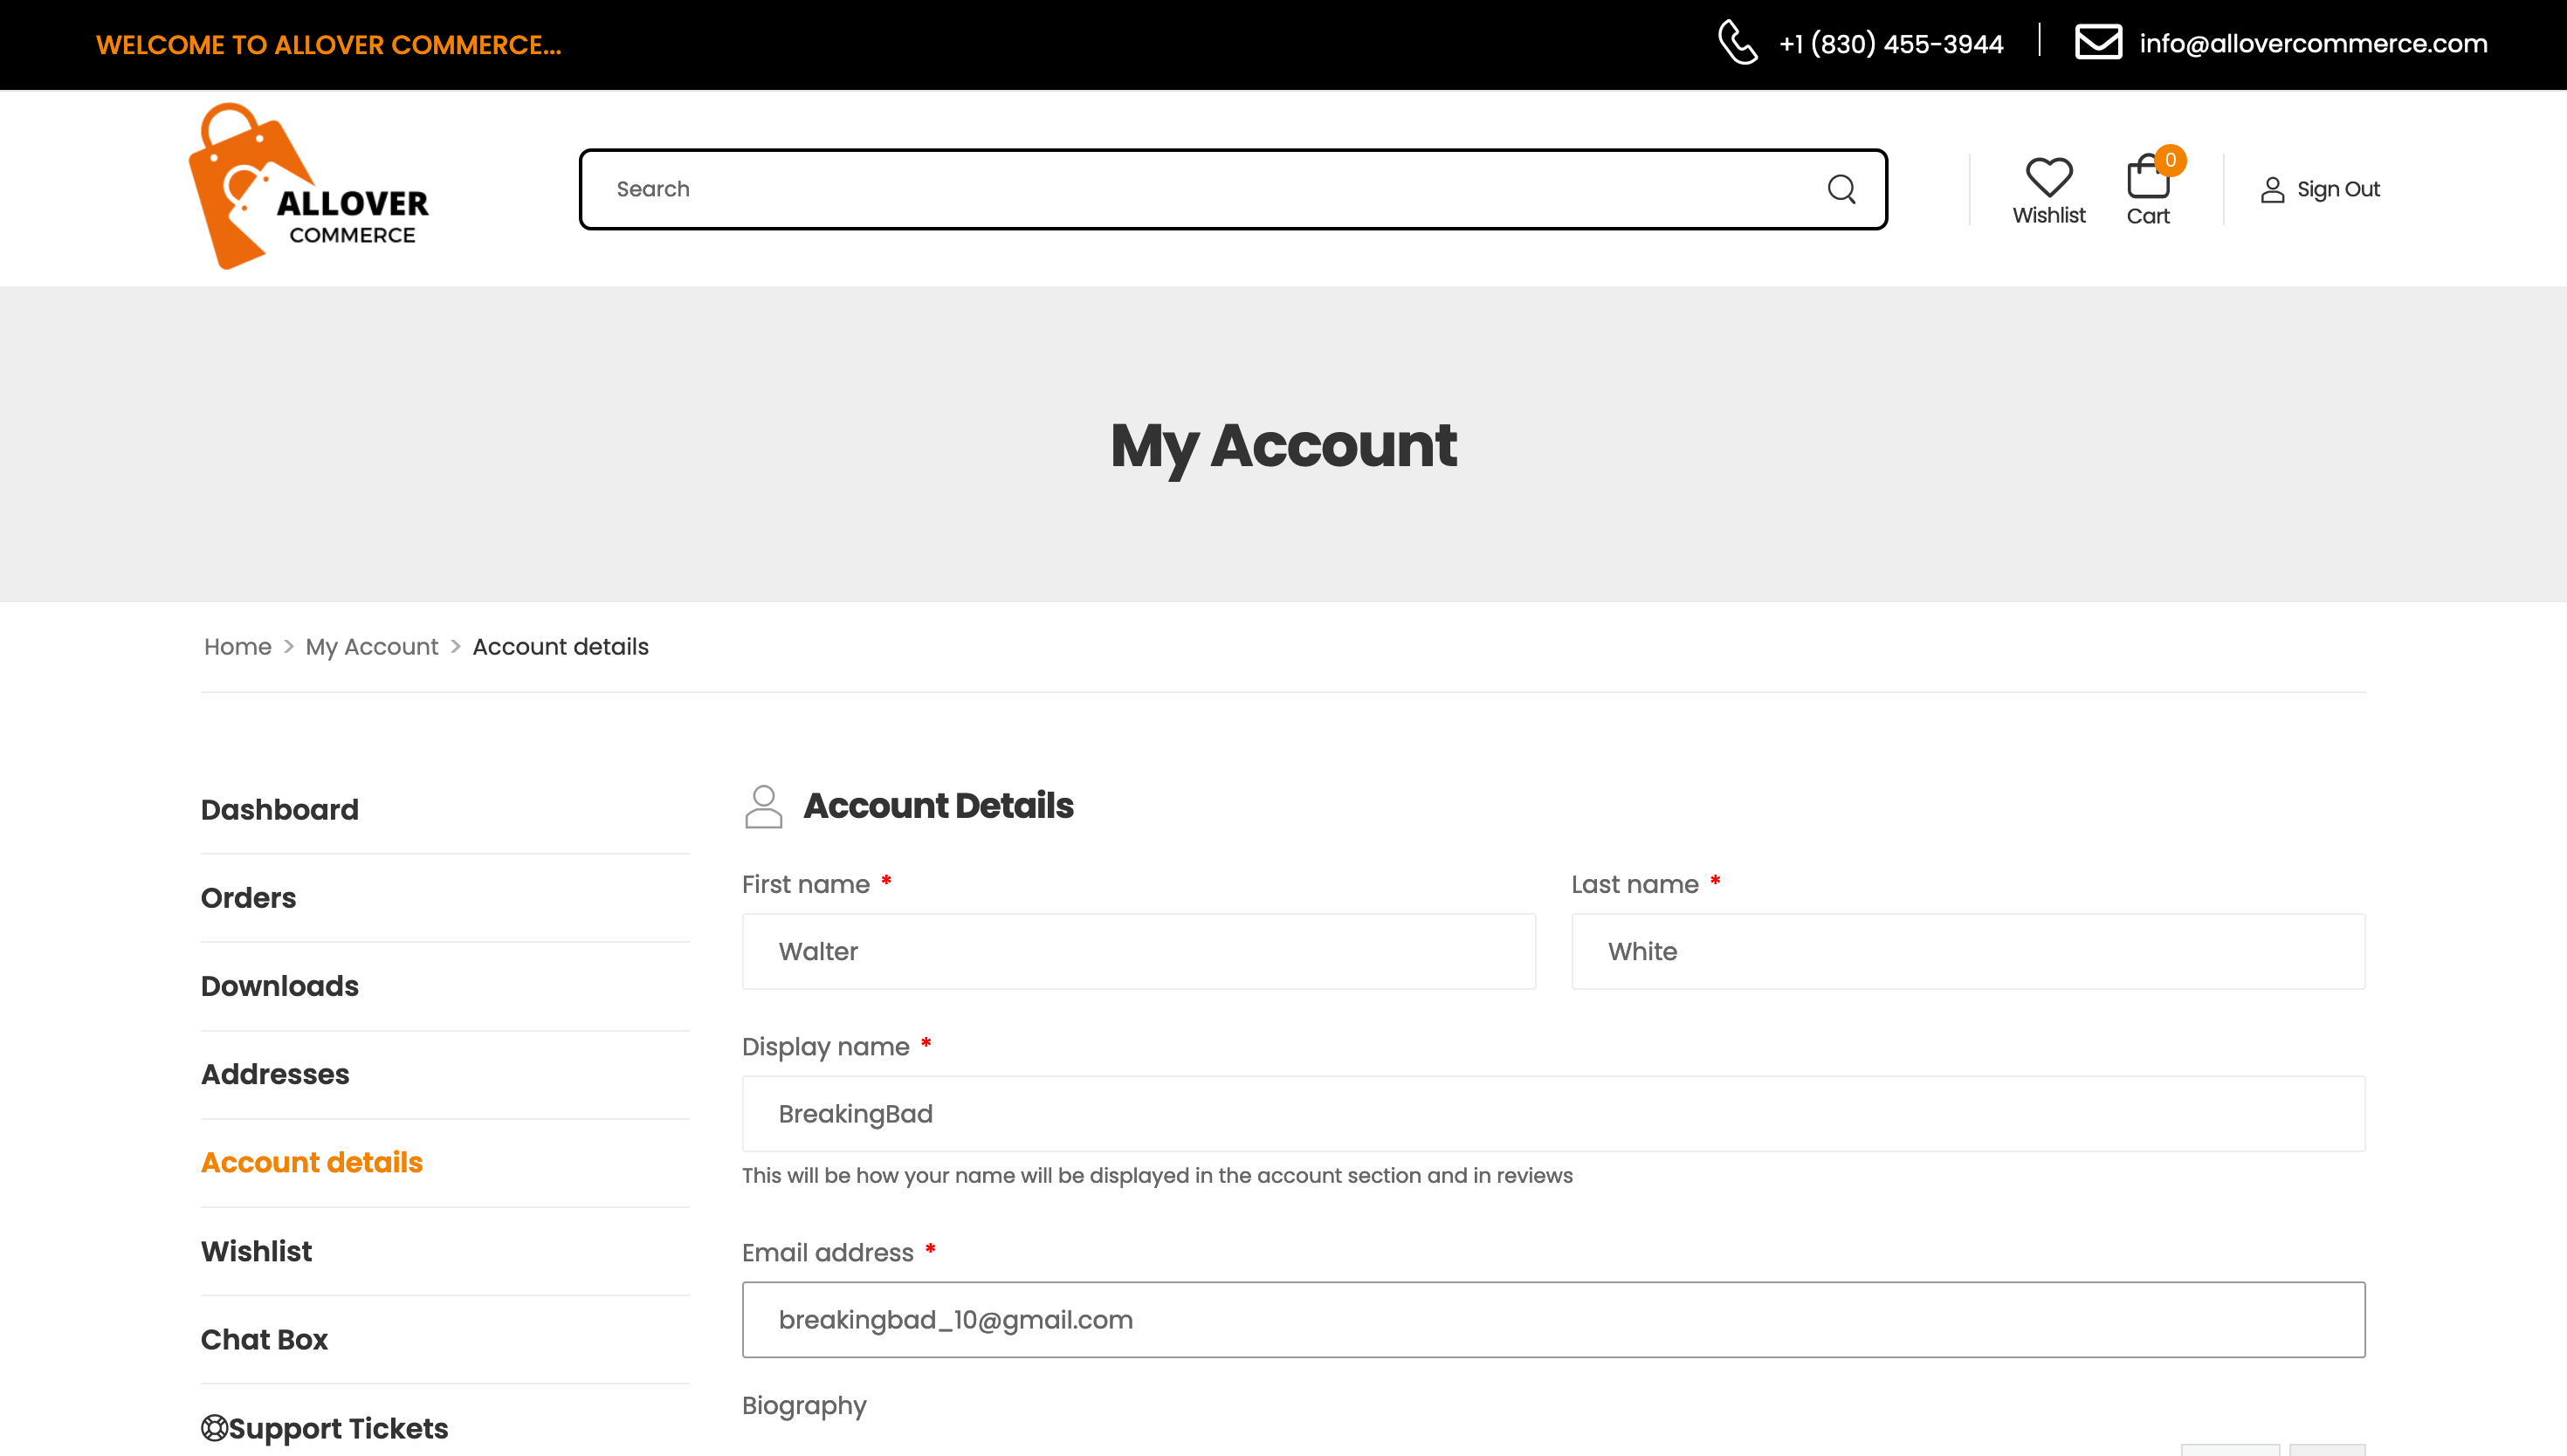 WELCOME TO ALLOVER COMMERCE...
+1 (830) 455-3944
info@allovercommerce.com
ALLOVER
COMMERCE
Search
Wishlist
0
Cart
Sign Out
My Account
Home > My Account > Account details
Dashboard
Orders
Downloads
Addresses
Account details
Wishlist
Chat Box
Support Tickets
Account Details
First name *
Walter
Last name *
White
Display name *
BreakingBad
This will be how your name will be displayed in the account section and in reviews
Email address *
breakingbad_10@gmail.com
Biography